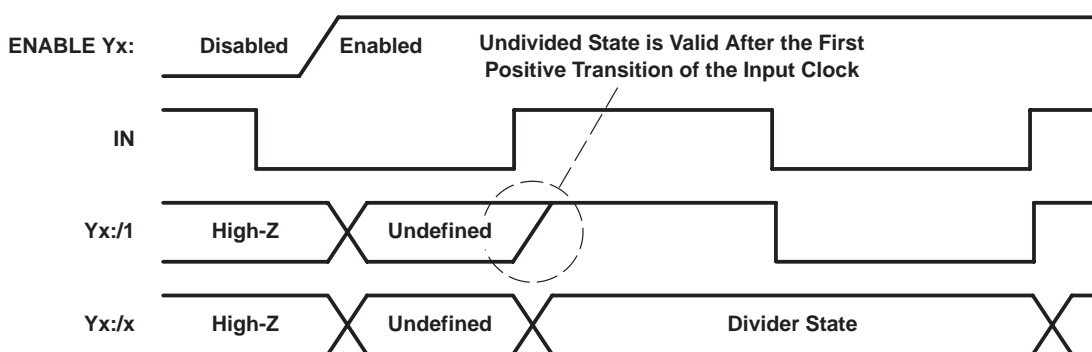 ENABLE Yx: Disabled Enabled
Undivided State is Valid After the First
Positive Transition of the Input Clock
IN
Yx:/1 High-Z Undefined
Yx:/x High-Z Undefined Divider State